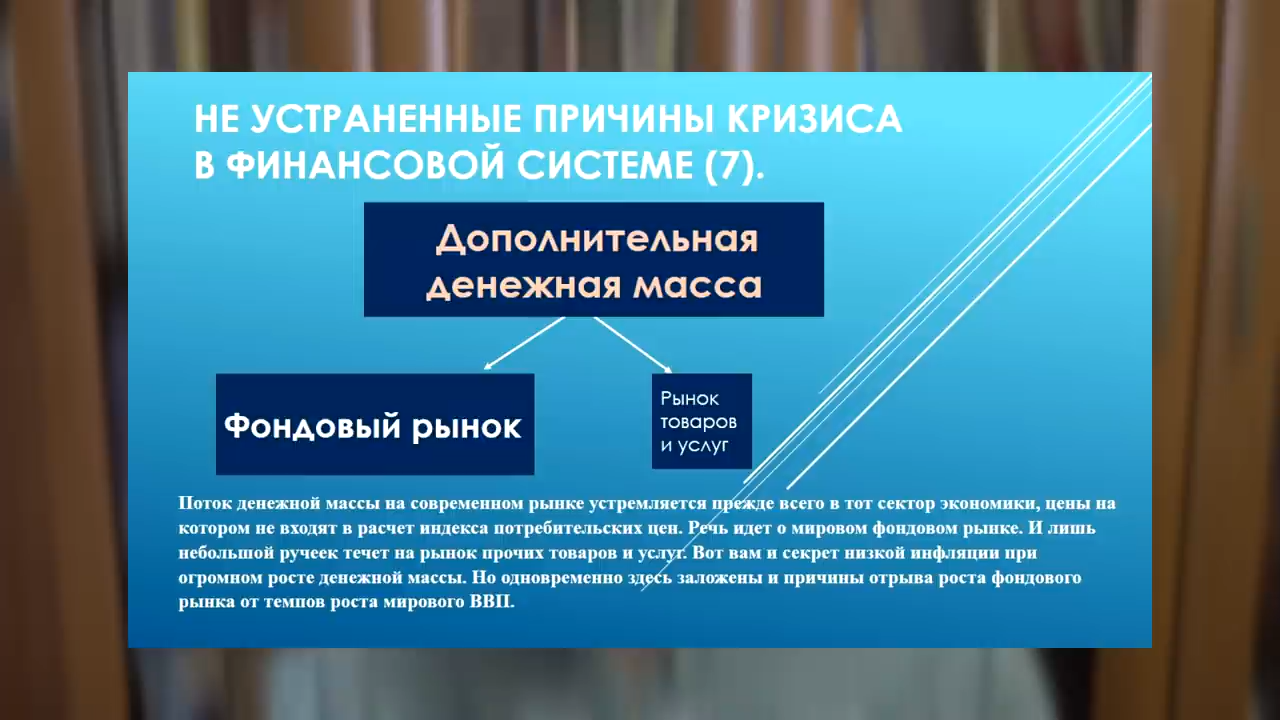 НЕ УСТРАНЕННЫЕ ПРИЧИНЫ КРИЗИСА
В ФИНАНСОВОЙ СИСТЕМЕ (7).
Дополнительная
денежная масса
Фондовый рынок
Рынок
товаров
и услуг
Поток денежной массы на современном рынке устремляется прежде всего в тот сектор экономики, цены на
котором не входят в расчет индекса потребительских цен. Речь идет о мировом фондовом рынке. И лишь
небольшой ручеек течет на рынок прочих товаров и услуг. Вот вам и секрет низкой инфляции при
огромном росте денежной массы. Но одновременно здесь заложены и причины отрыва роста фондового
рынка от темпов роста мирового ВВП.